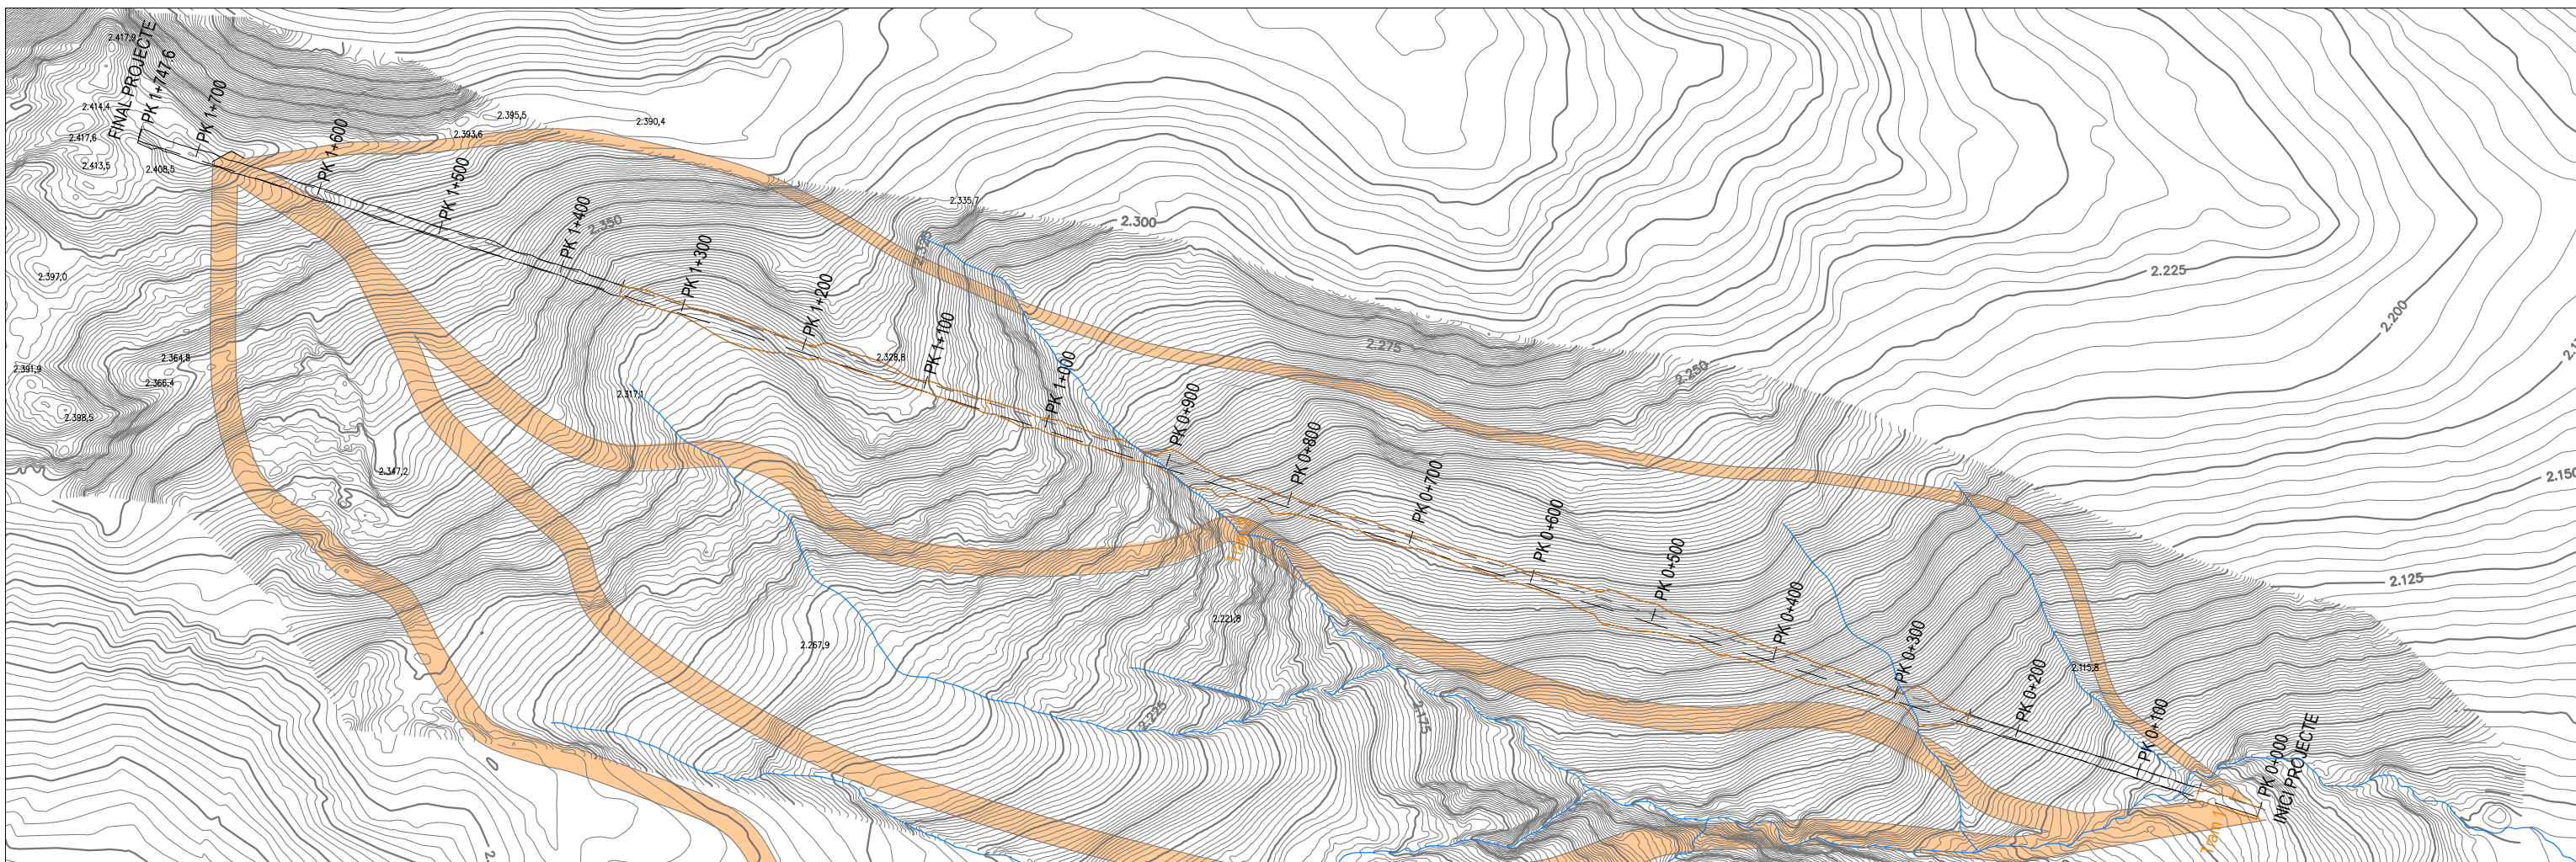 2.417,9
FINAL PROJECTE
PK 1+747.6
PK 1+700
2.414,4
2.417,6
2.413,5
2.408,5
2.395,5
2.393,6
2.390,4
PK 1+600
PK 1+500
PK 1+400
2.350
PK 1+300
PK 1+200
2.335,7
2.325
2.300
PK 1+100
2.328,8
PK 1+000
2.275
2.250
2.225
2.200
2.397,0
2.364,8
2.366,4
2.391,9
2.398,5
2.317,1
2.347,2
PK 0+900
PK 0+800
PK 0+700
PK 0+600
PK 0+500
PK 0+400
PK 0+300
PK 0+200
PK 0+100
PK 0+000
INICI PROJECTE
2.150
2.125
2.221,8
2.267,9
2.225
2.175
2.115,8
Tram 1